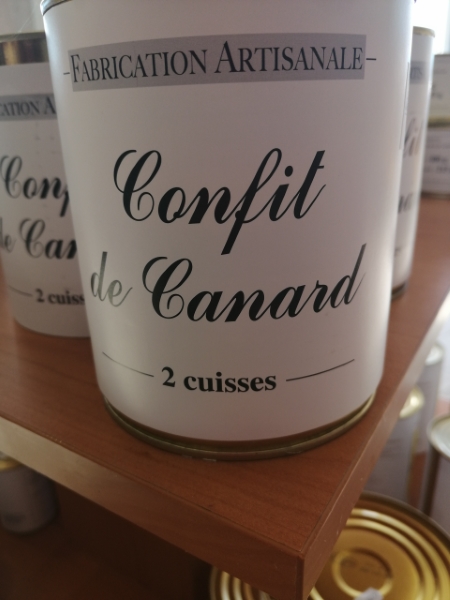 FABRICATION ARTISANALE
Confit
de Canard
2 cuisses